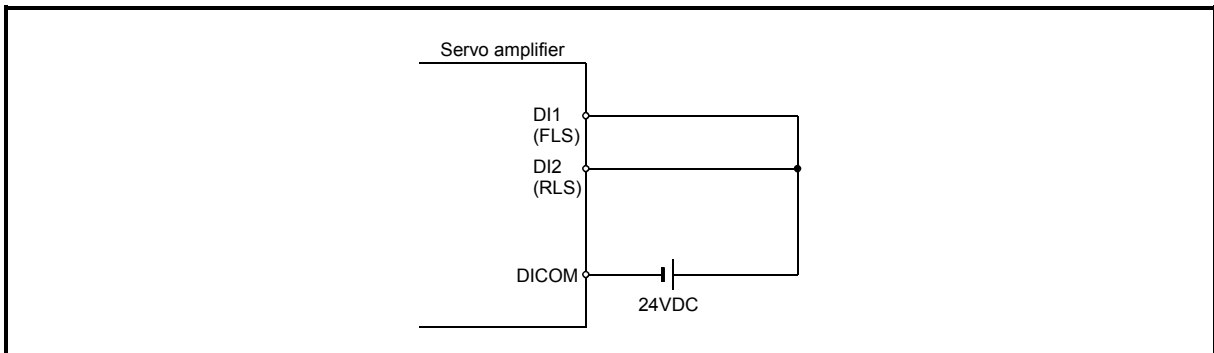 Servo amplifier
DI1
(FLS)
DI2
(RLS)
DICOM
24VDC